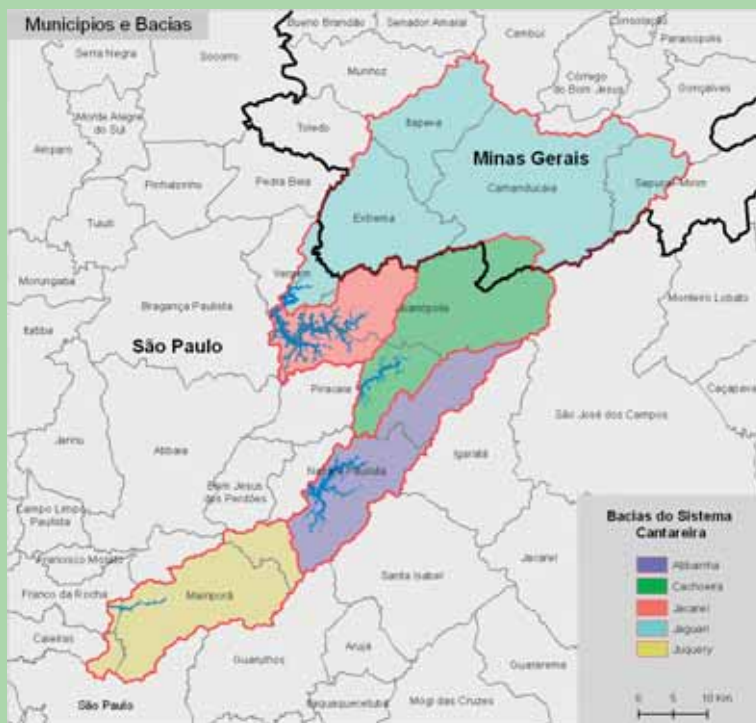 Municipios e Bacias
Bueno Brandão
Senador Amaral
Cambuí
Consolação
Paraisópolis
Serra Negra
Socorro
Munhoz
Córrego
do Bom Jesus
Gonçalves
Monte Alegre
do Sul
Toledo
Itapeva
Amparo
Minas Gerais
Pinhalzinho
Pedra Bela
Camanducaia
Sapucaí-Mirim
Tuiuti
Extrema
Morungaba
Vargem
Bragança Paulista
Monteiro Lobato
Itatiba
São Paulo
Piracaia
Caçapava
São José dos Campos
Jarinu
Atibaia
Igaratá
Nazaré Paulista
Bom Jesus
dos Perdões
Campo Limpo
Paulista
Bacias do Sistema
Cantareira
Francisco Morato
Jacareí
Atibainha
Santa Isabel
Cachoeira
Franco da Rocha
Mairiporã
Jacareí
Jaguari
Caieiras
Arujá
Juquery
Guarulhos
Guararema
São Paulo
Itaquaquecetuba
Mogi das Cruzes
0 5 10 Km